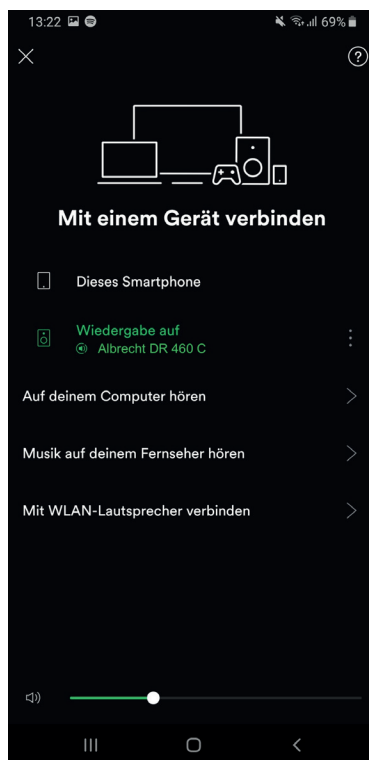 13:22 69%
?
Mit einem Gerät verbinden
Dieses Smartphone
Wiedergabe auf
Albrecht DR 460 C
Auf deinem Computer hören
Musik auf deinem Fernseher hören
Mit WLAN-Lautsprecher verbinden